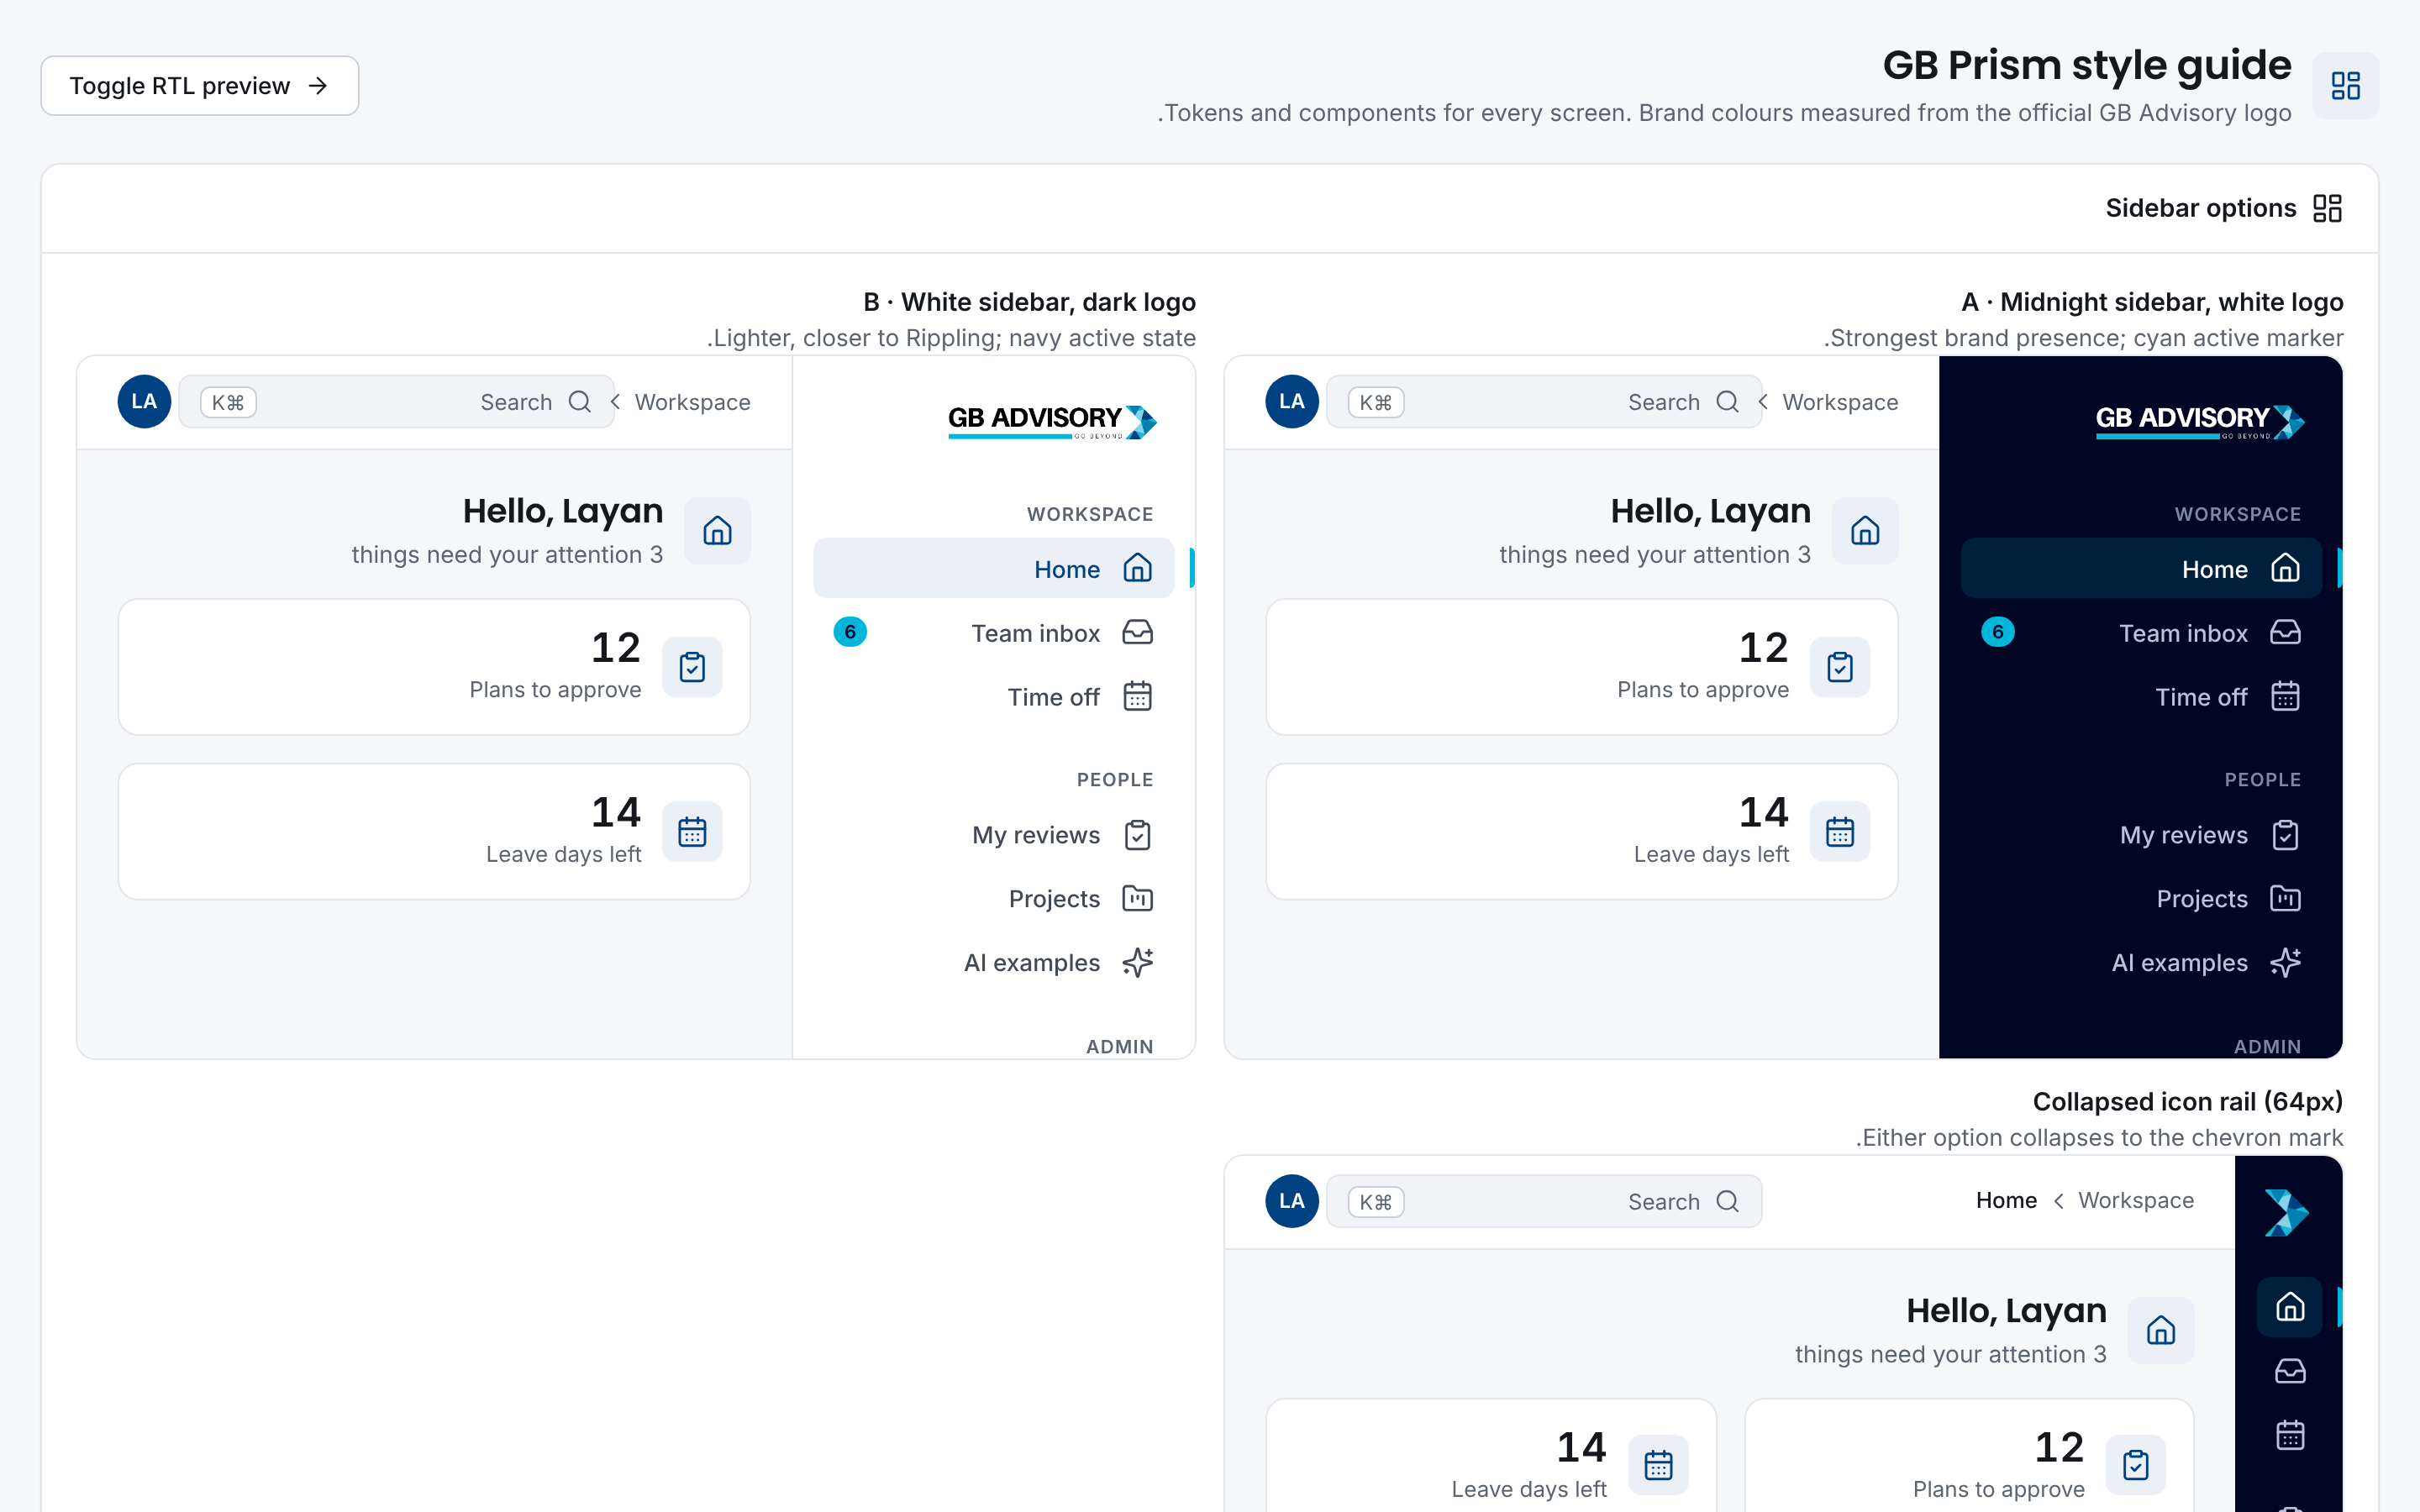 GB Prism style guide
.Tokens and components for every screen. Brand colours measured from the official GB Advisory logo
Toggle RTL preview
Sidebar options
A · Midnight sidebar, white logo
.Strongest brand presence; cyan active marker
GB ADVISORY
GO BEYOND
WORKSPACE
Home
Team inbox
6
Time off
PEOPLE
My reviews
Projects
AI examples
ADMIN
Workspace
Search
K⌘
LA
Hello, Layan
things need your attention 3
12
Plans to approve
14
Leave days left
B · White sidebar, dark logo
.Lighter, closer to Rippling; navy active state
GB ADVISORY
GO BEYOND
WORKSPACE
Home
Team inbox
6
Time off
PEOPLE
My reviews
Projects
AI examples
ADMIN
Workspace
Search
K⌘
LA
Hello, Layan
things need your attention 3
12
Plans to approve
14
Leave days left
Collapsed icon rail (64px)
.Either option collapses to the chevron mark
Workspace
Home
Search
K⌘
LA
Hello, Layan
things need your attention 3
12
Plans to approve
14
Leave days left